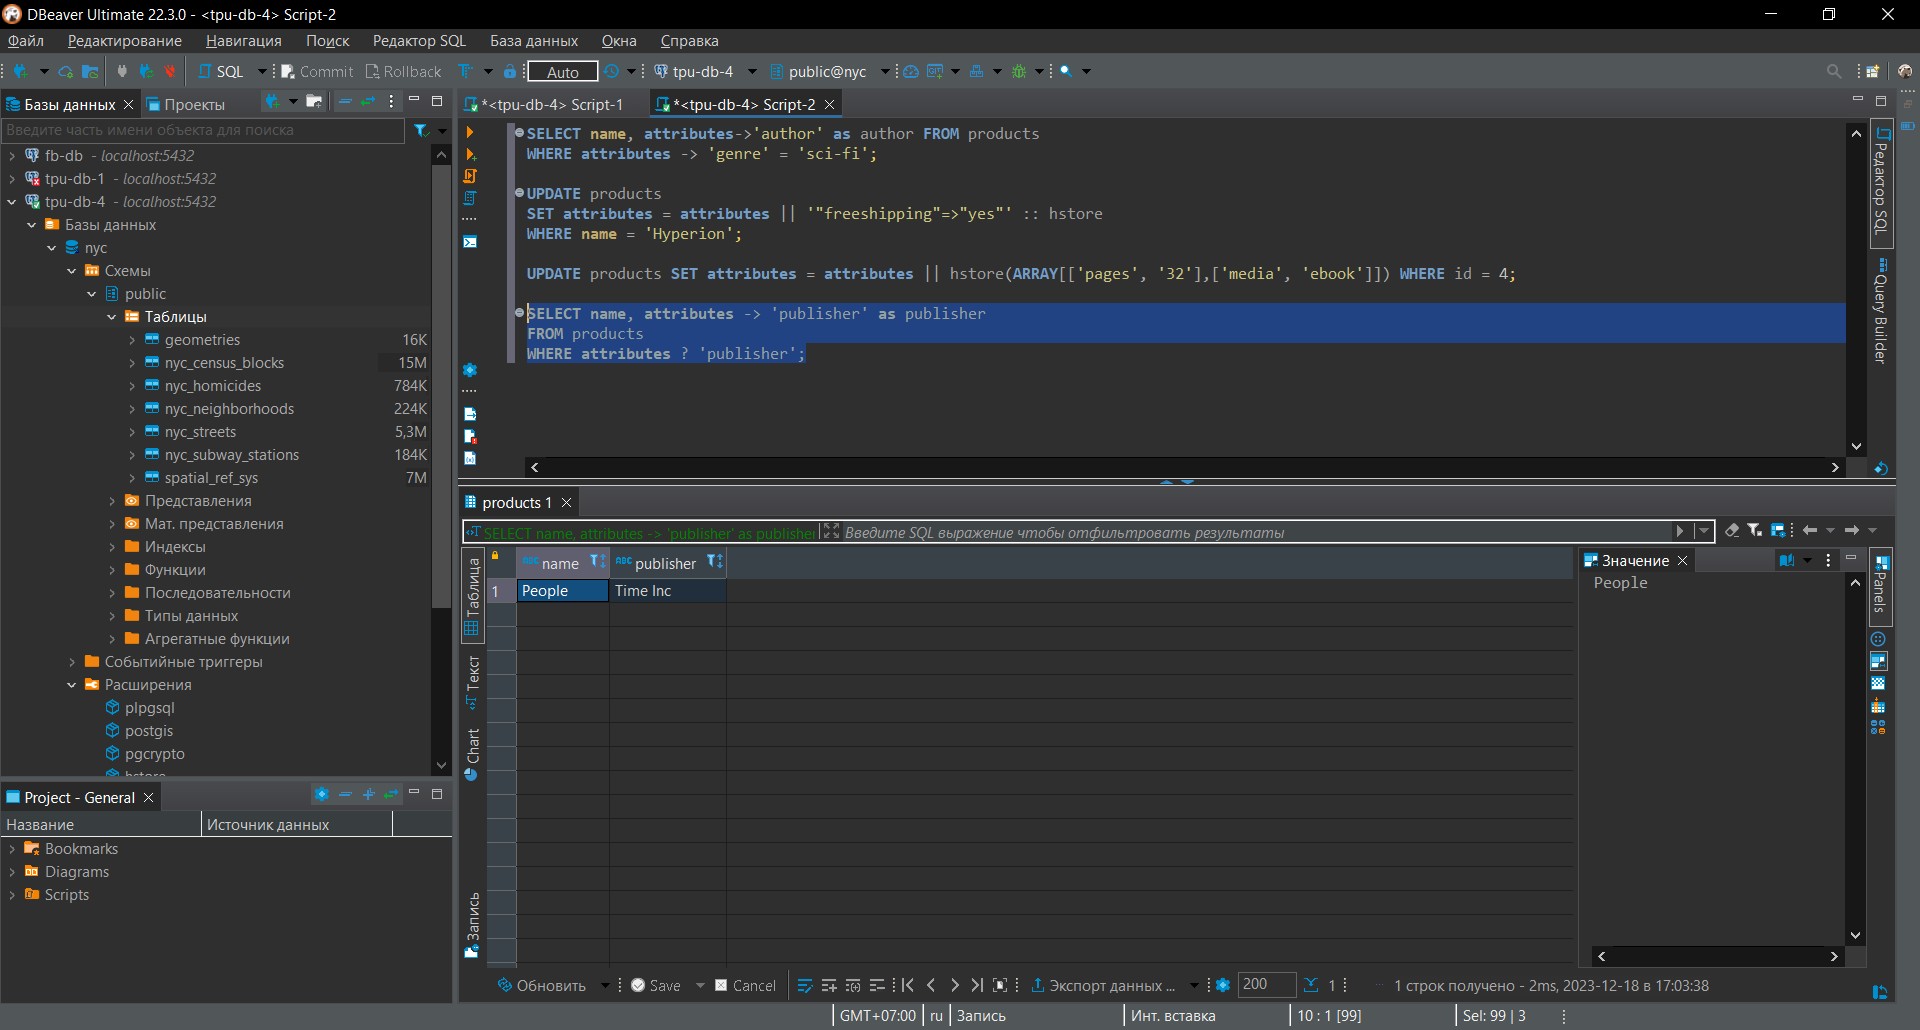 DBeaver Ultimate 22.3.0 - <tpu-db-4> Script-2
Файл Редактирование Навигация Поиск Редактор SQL База данных Окна Справка
SQL Commit Rollback Auto tpu-db-4 public@nyc
Базы данных Проекты
Введите часть имени объекта для поиска
fb-db - localhost:5432
tpu-db-1 - localhost:5432
tpu-db-4 - localhost:5432
Базы данных
nyc
Схемы
public
Таблицы
geometries 16K
nyc_census_blocks 15M
nyc_homicides 784K
nyc_neighborhoods 224K
nyc_streets 5,3M
nyc_subway_stations 184K
spatial_ref_sys 7M
Представления
Мат. представления
Индексы
Функции
Последовательности
Типы данных
Агрегатные функции
Событийные триггеры
Расширения
plpgsql
postgis
pgcrypto
hstore
Project - General
Название Источник данных
Bookmarks
Diagrams
Scripts
*<tpu-db-4> Script-1 *<tpu-db-4> Script-2
SELECT name, attributes->'author' as author FROM products
WHERE attributes -> 'genre' = 'sci-fi';
UPDATE products
SET attributes = attributes || '"freeshipping"=>"yes"' :: hstore
WHERE name = 'Hyperion';
UPDATE products SET attributes = attributes || hstore(ARRAY[['pages', '32'],['media', 'ebook']]) WHERE id = 4;
SELECT name, attributes -> 'publisher' as publisher
FROM products
WHERE attributes ? 'publisher';
Редактор SQL
Query Builder
products 1
SELECT name, attributes -> 'publisher' as publisher Введите SQL выражение чтобы отфильтровать результаты
Таблица
Текст
Chart
Запись
name publisher
1 People Time Inc
Значение
People
Panels
Обновить Save Cancel Экспорт данных ... 200 1 1 строк получено - 2ms, 2023-12-18 в 17:03:38
GMT+07:00 ru Запись Инт. вставка 10 : 1 [99] Sel: 99 | 3